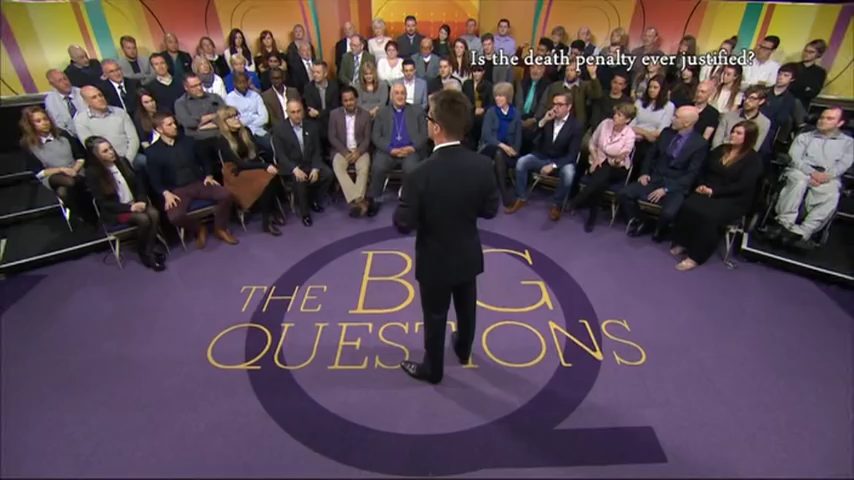 Is the death penalty ever justified?
THE BIG
QUESTIONS